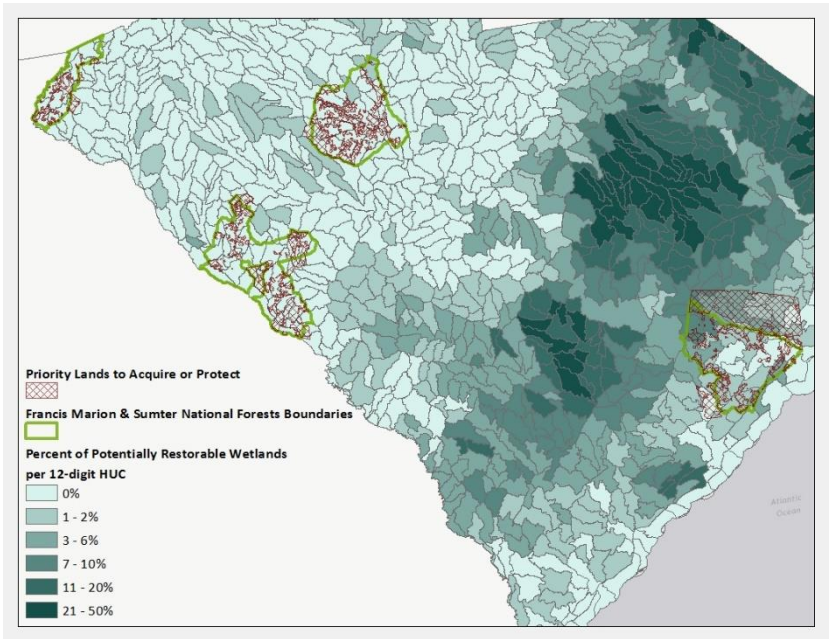 Priority Lands to Acquire or Protect
Francis Marion & Sumter National Forests Boundaries
Percent of Potentially Restorable Wetlands
per 12-digit HUC
0%
1 - 2%
3 - 6%
7 - 10%
11 - 20%
21 - 50%
Atlantic
Ocean